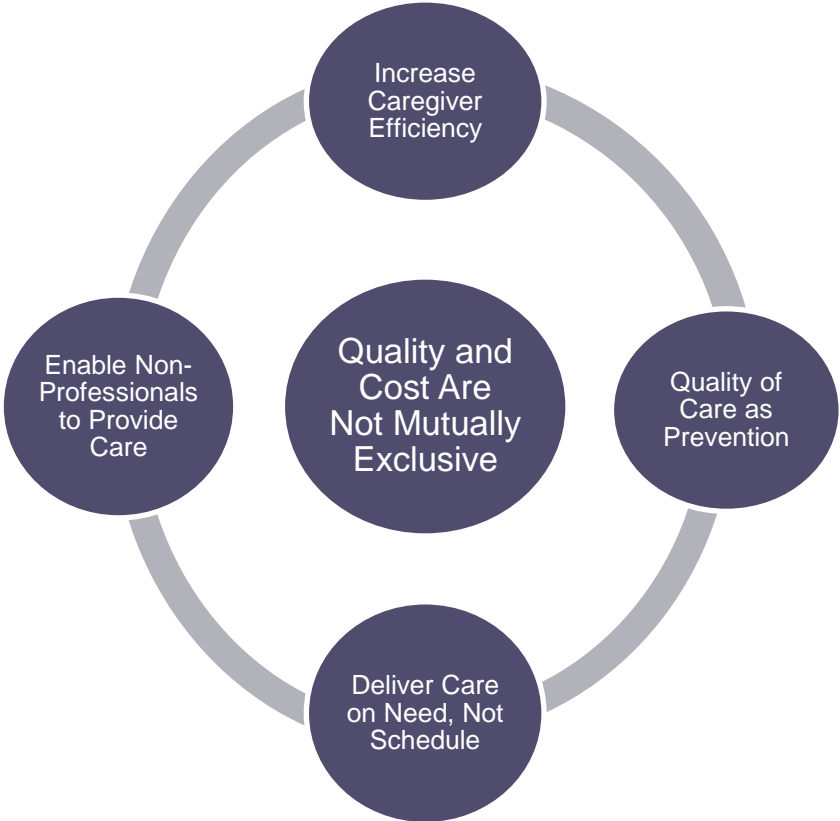 Increase
Caregiver
Efficiency
Quality of
Care as
Prevention
Deliver Care
on Need, Not
Schedule
Enable Non-
Professionals
to Provide
Care
Quality and
Cost Are
Not Mutually
Exclusive